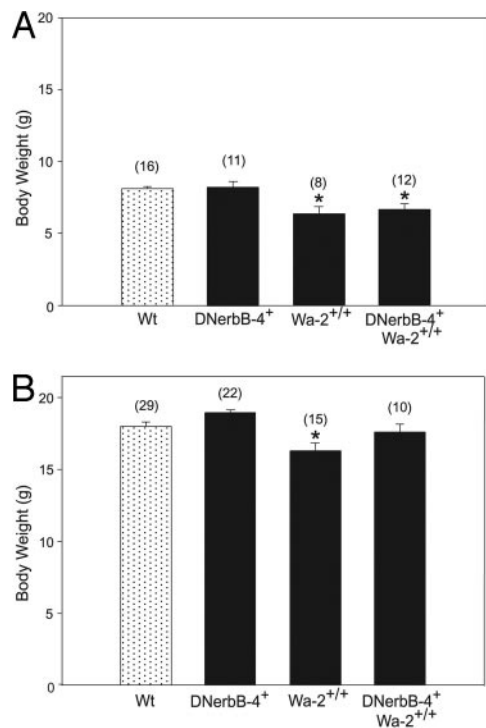 A
20
15
10
5
0
Body Weight (g)
(16)
(11)
(8)
(12)
*
*
Wt
DNerbB-4⁺
Wa-2⁺/⁺
DNerbB-4⁺
Wa-2⁺/⁺
B
20
15
10
5
0
Body Weight (g)
(29)
(22)
(15)
(10)
*
Wt
DNerbB-4⁺
Wa-2⁺/⁺
DNerbB-4⁺
Wa-2⁺/⁺